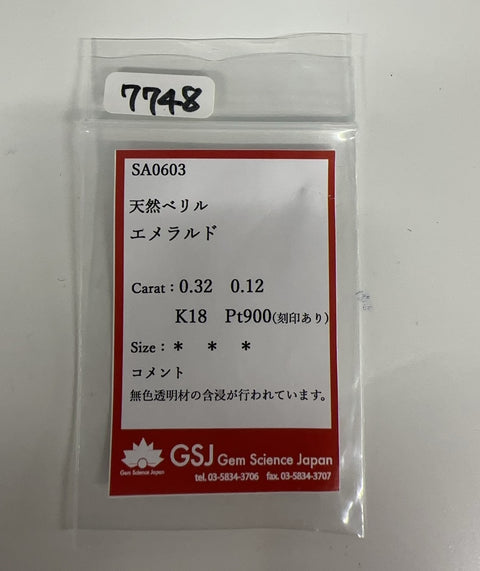 7748
SA0603
天然ベリル
エメラルド
Carat：0.32 0.12
K18 Pt900(刻印あり)
Size：＊ ＊ ＊
コメント
無色透明材の含浸が行われています。
Gem Science Japan
GSJ Gem Science Japan
tel. 03-5834-3706 fax. 03-5834-3707